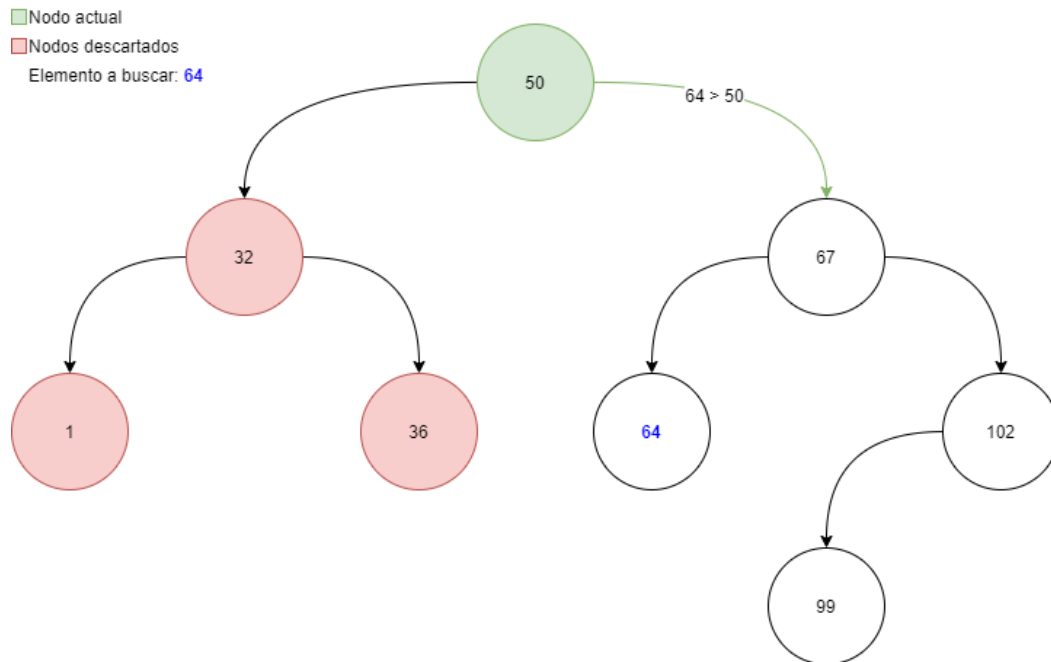 Nodo actual
Nodos descartados
Elemento a buscar: 64
50
64 > 50
32
67
1
36
64
102
99